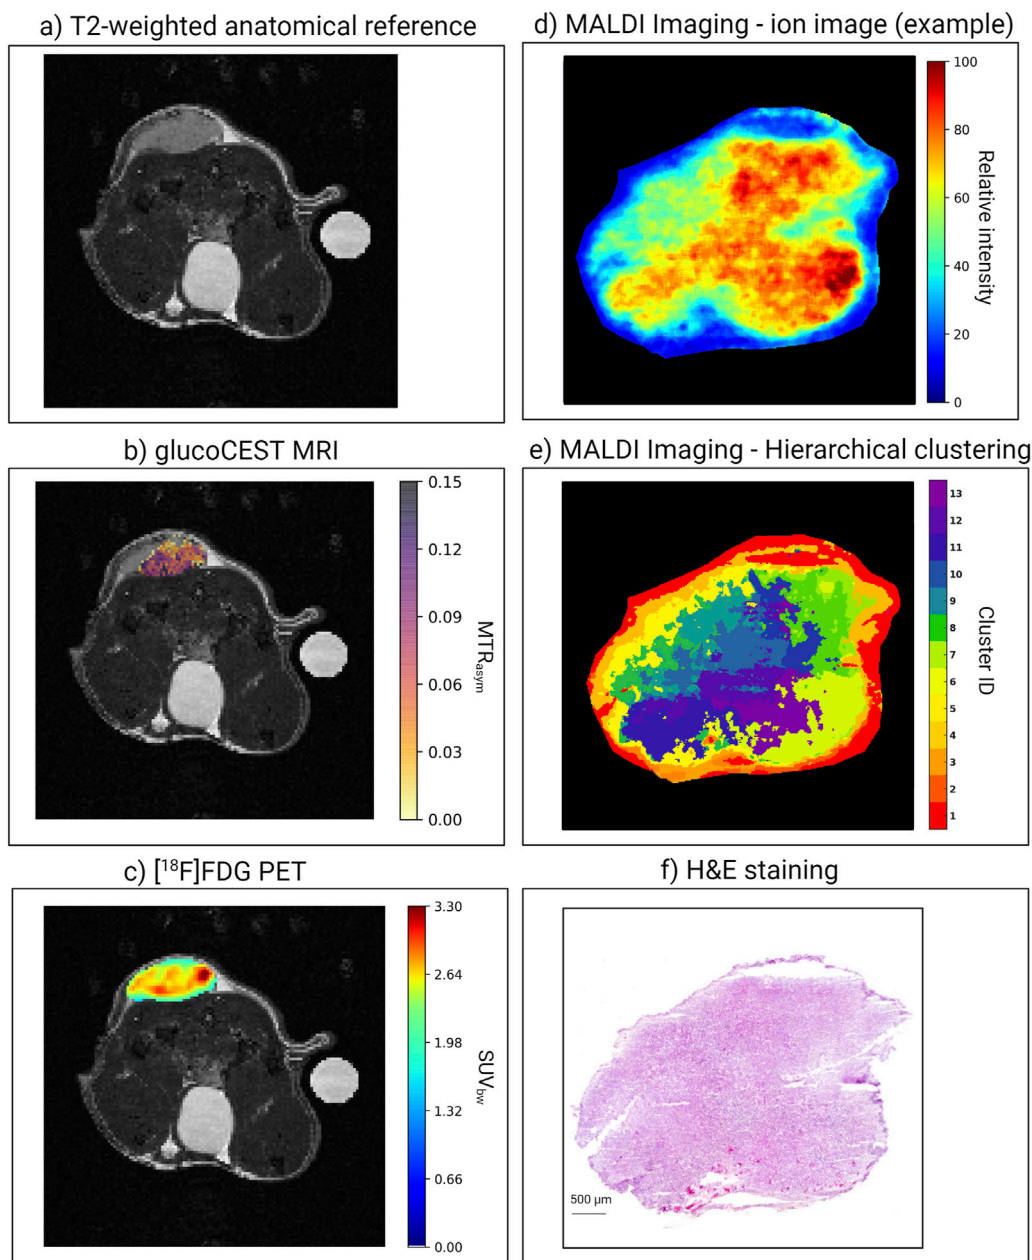 a) T2-weighted anatomical reference
b) glucoCEST MRI
0.15
0.12
0.09
0.06
0.03
0.00
MTRasym
c) [18F]FDG PET
3.30
2.64
1.98
1.32
0.66
0.00
SUVbw
d) MALDI Imaging - ion image (example)
100
80
60
40
20
0
Relative intensity
e) MALDI Imaging - Hierarchical clustering
13
12
11
10
9
8
7
6
5
4
3
2
1
Cluster ID
f) H&E staining
500 µm